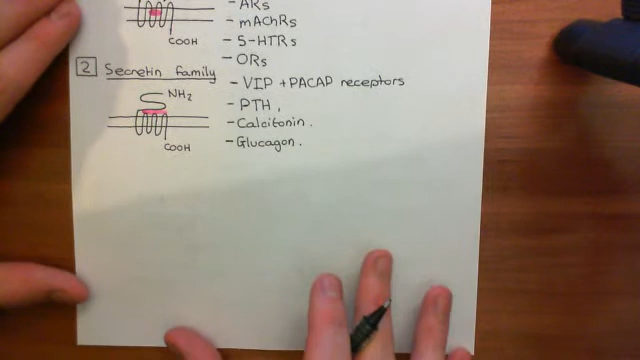 - ARs
- mAChRs
COOH
- 5-HTRs
- ORs
2 Secretin family
- VIP + PACAP receptors
NH2
- PTH,
- Calcitonin.
- Glucagon.
COOH